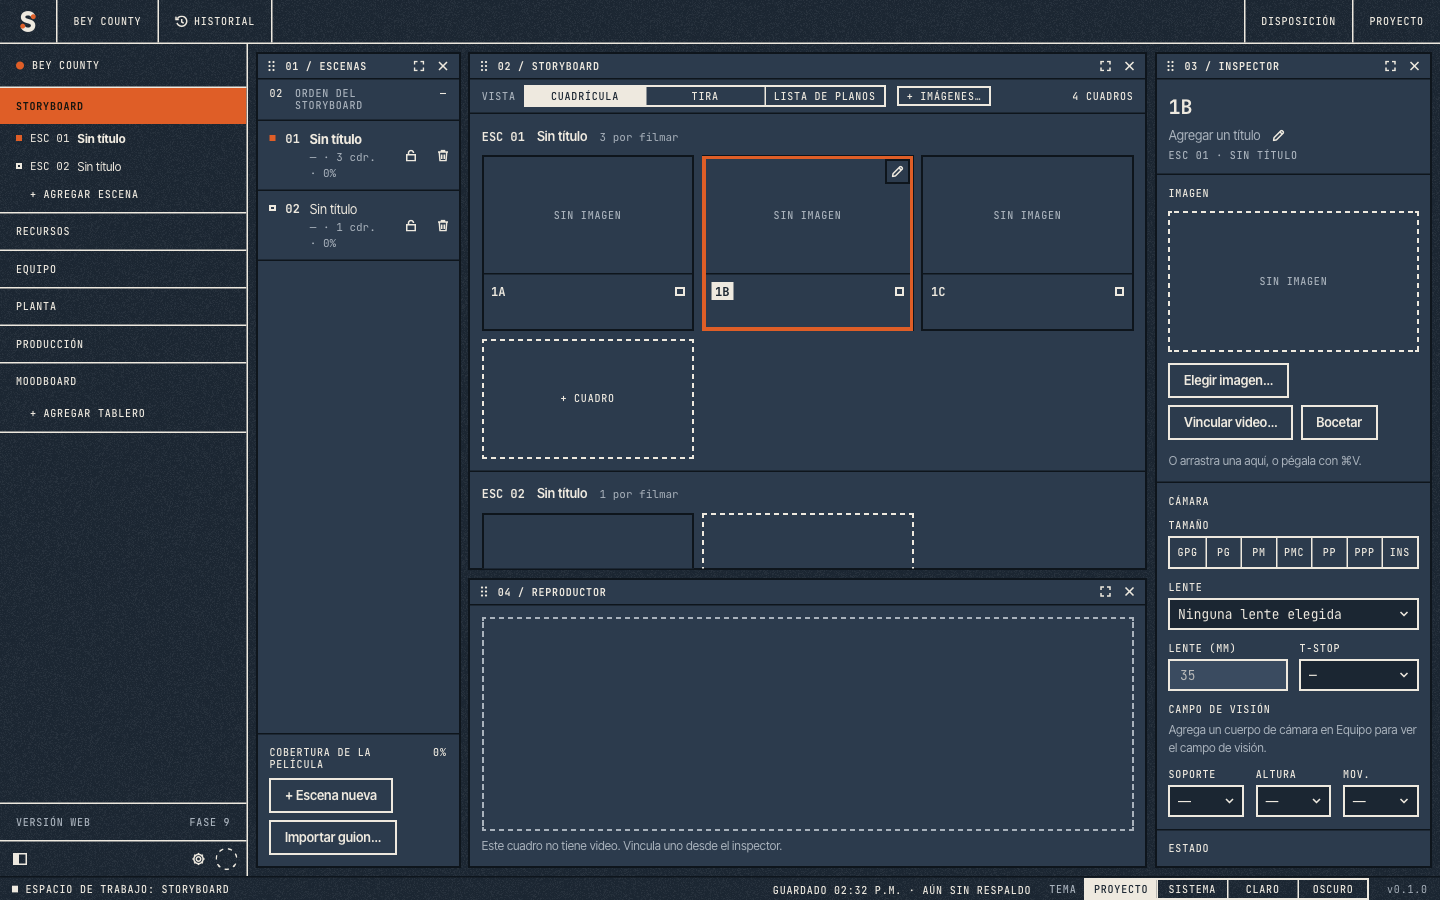 S
BEY COUNTY
HISTORIAL
DISPOSICIÓN
PROYECTO
BEY COUNTY
STORYBOARD
ESC 01 Sin título
ESC 02 Sin título
+ AGREGAR ESCENA
RECURSOS
EQUIPO
PLANTA
PRODUCCIÓN
MOODBOARD
+ AGREGAR TABLERO
VERSIÓN WEB FASE 9
01 / ESCENAS
02 ORDEN DEL —
STORYBOARD
01 Sin título
— · 3 cdr.
· 0%
02 Sin título
— · 1 cdr.
· 0%
COBERTURA DE LA 0%
PELÍCULA
+ Escena nueva
Importar guion...
02 / STORYBOARD
VISTA CUADRÍCULA TIRA LISTA DE PLANOS + IMÁGENES… 4 CUADROS
ESC 01 Sin título 3 por filmar
SIN IMAGEN SIN IMAGEN SIN IMAGEN
1A 1B 1C
+ CUADRO
ESC 02 Sin título 1 por filmar
04 / REPRODUCTOR
Este cuadro no tiene video. Vincula uno desde el inspector.
03 / INSPECTOR
1B
Agregar un título
ESC 01 · SIN TÍTULO
IMAGEN
SIN IMAGEN
Elegir imagen...
Vincular video... Bocetar
O arrastra una aquí, o pégala con ⌘V.
CÁMARA
TAMAÑO
GPG PG PM PMC PP PPP INS
LENTE
Ninguna lente elegida
LENTE (MM) T-STOP
35 —
CAMPO DE VISIÓN
Agrega un cuerpo de cámara en Equipo para ver
el campo de visión.
SOPORTE ALTURA MOV.
— — —
ESTADO
ESPACIO DE TRABAJO: STORYBOARD
GUARDADO 02:32 P.M. · AÚN SIN RESPALDO TEMA PROYECTO SISTEMA CLARO OSCURO v0.1.0